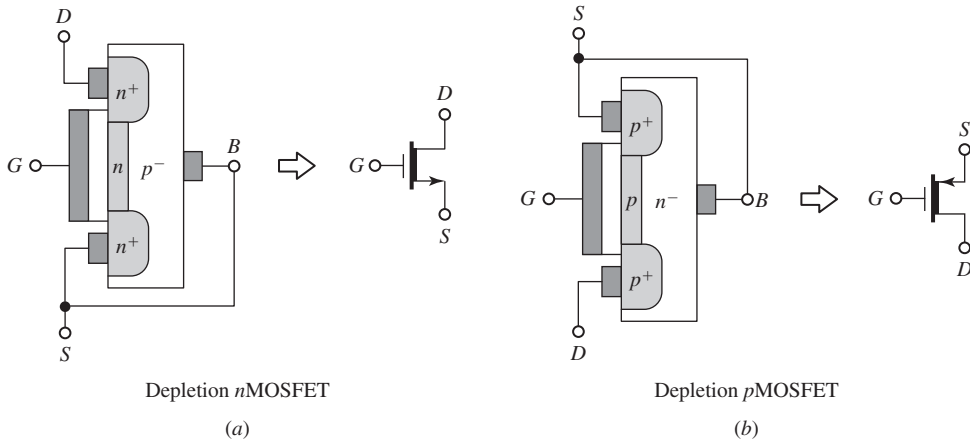 D
n+
G
n
p−
B
n+
S
D
G
S
Depletion nMOSFET
(a)
S
p+
G
p
n−
B
p+
D
S
G
D
Depletion pMOSFET
(b)